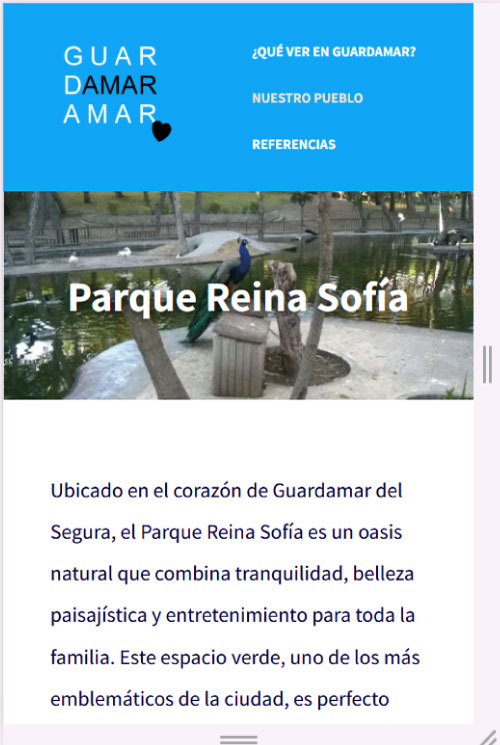 GUAR
DAMAR
AMAR
¿QUÉ VER EN GUARDAMAR?
NUESTRO PUEBLO
REFERENCIAS
Parque Reina Sofía
Ubicado en el corazón de Guardamar del
Segura, el Parque Reina Sofía es un oasis
natural que combina tranquilidad, belleza
paisajística y entretenimiento para toda la
familia. Este espacio verde, uno de los más
emblemáticos de la ciudad, es perfecto